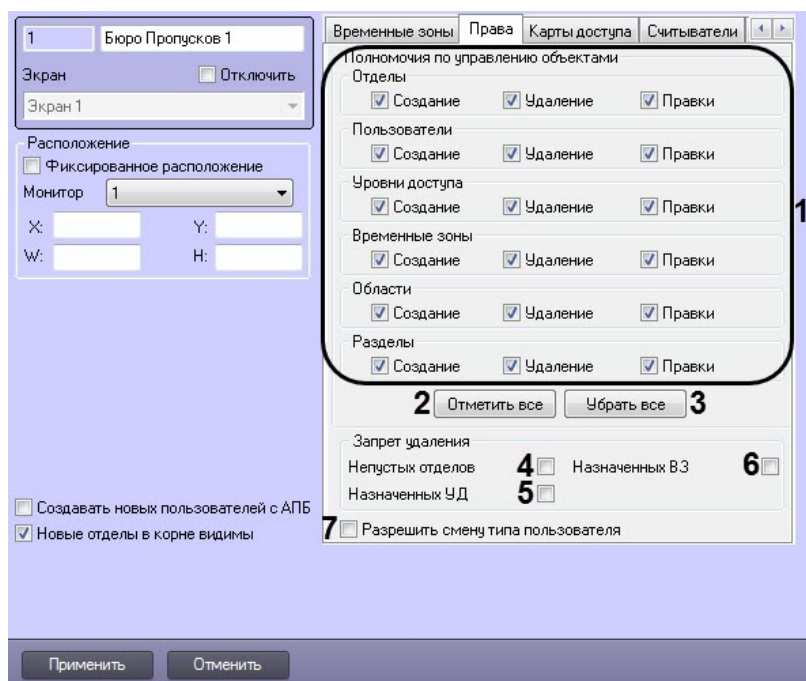 1
Бюро Пропусков 1
Экран
Отключить
Экран 1
Расположение
Фиксированное расположение
Монитор 1
X:
Y:
W:
H:
Создавать новых пользователей с АПБ
Новые отделы в корне видимы
Временные зоны
Права
Карты доступа
Считыватели
Полномочия по управлению объектами
Отделы
Создание Удаление Правки
Пользователи
Создание Удаление Правки
Уровни доступа
Создание Удаление Правки
1
Временные зоны
Создание Удаление Правки
Области
Создание Удаление Правки
Разделы
Создание Удаление Правки
2 Отметить все Убрать все 3
Запрет удаления
Непустых отделов 4 Назначенных ВЗ 6
Назначенных УД 5
7 Разрешить смену типа пользователя
Применить Отменить